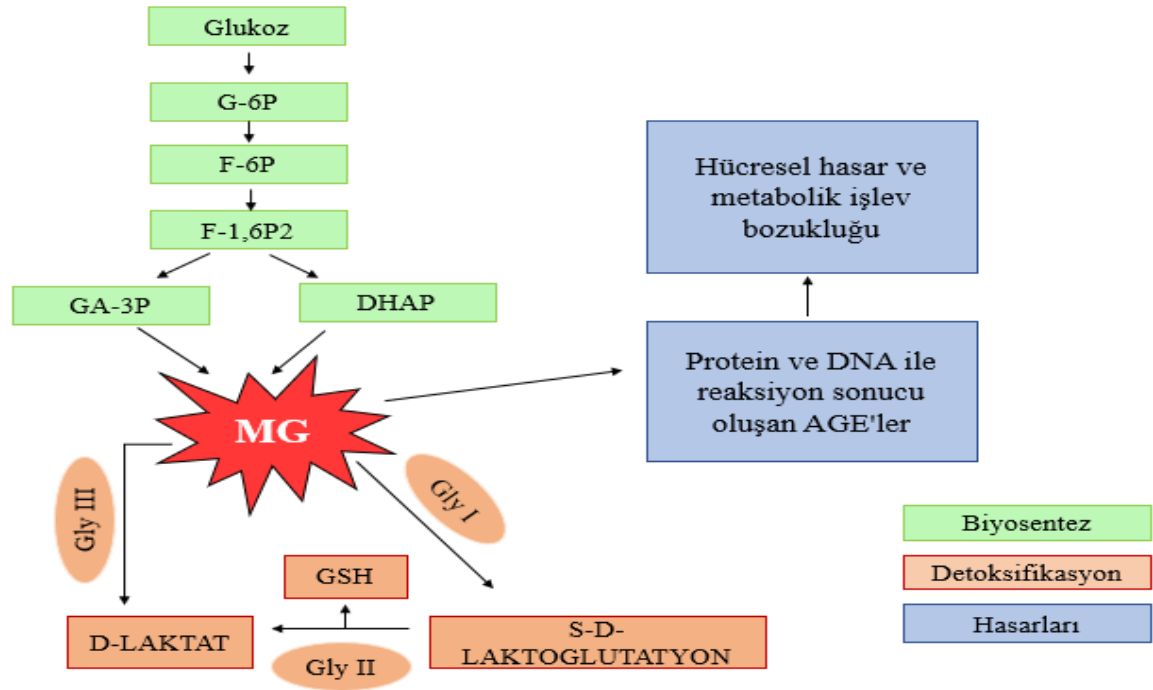 Glukoz
G-6P
F-6P
F-1,6P2
GA-3P
DHAP
MG
Hücresel hasar ve
metabolik işlev
bozukluğu
Protein ve DNA ile
reaksiyon sonucu
oluşan AGE'ler
Gly III
Gly I
GSH
D-LAKTAT
Gly II
S-D-
LAKTOGLUTATYON
Biyosentez
Detoksifikasyon
Hasarları